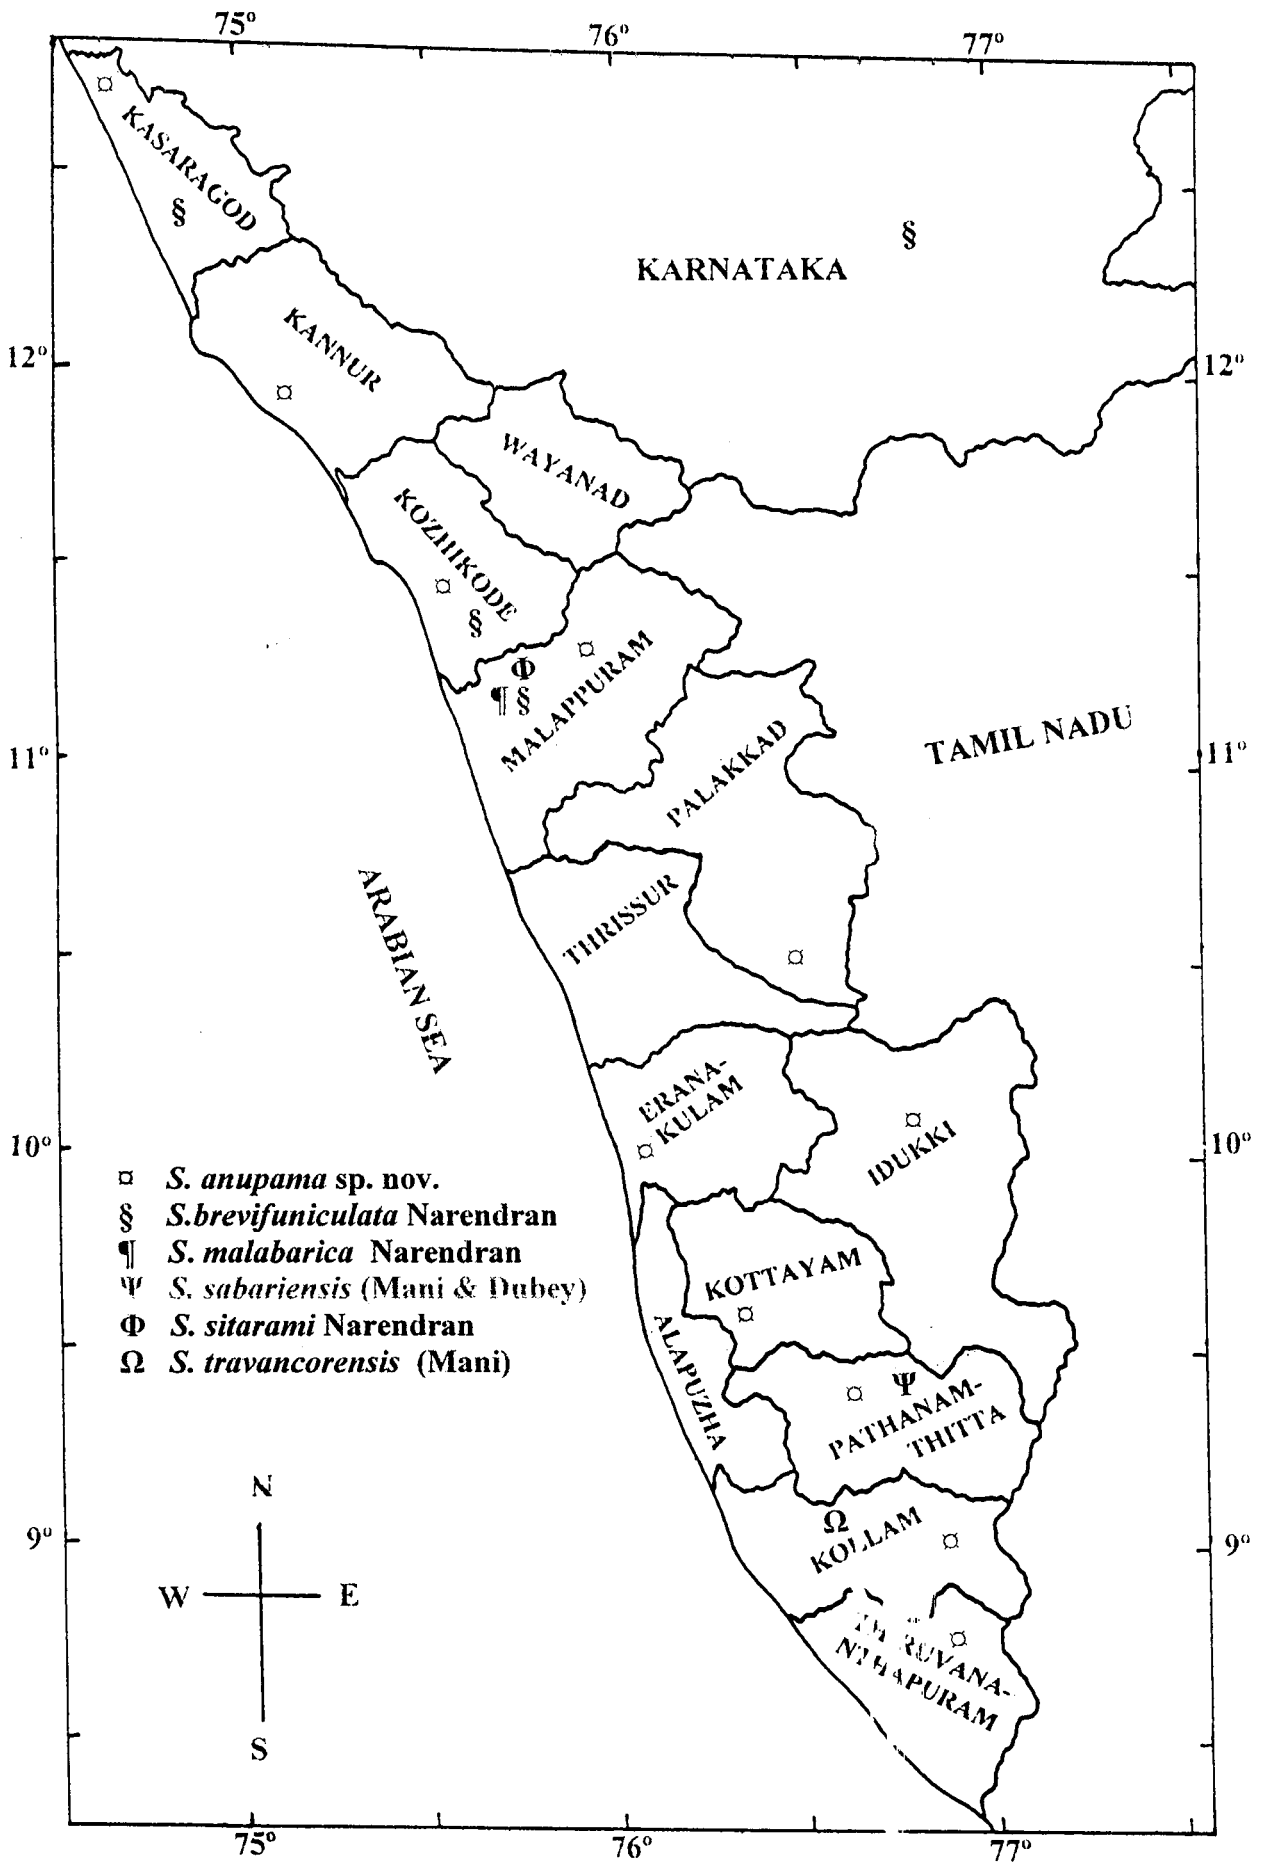 75° 76° 77°
KASARAGOD
§
KARNATAKA
§
KANNUR
12° 12°
WAYANAD
KOZHIKODE
§
MALAPPURAM
Φ
¶ §
TAMIL NADU
11° 11°
PALAKKAD
THRISSUR
ARABIAN SEA
ERANA-
KULAM
IDUKKI
10° 10°
¤ S. anupama sp. nov.
§ S.brevifuniculata Narendran
¶ S. malabarica Narendran
Ψ S. sabariensis (Mani & Dubey)
Φ S. sitarami Narendran
Ω S. travancorensis (Mani)
KOTTAYAM
ALAPUZHA
Ψ
PATHANAM-
THITTA
Ω
KOLLAM
9° 9°
N
W E
S
THIRUVANA-
NTHAPURAM
75° 76° 77°